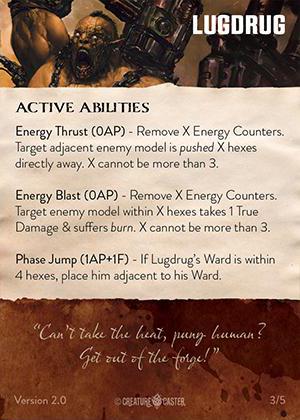 LUGDRUG
ACTIVE ABILITIES
Energy Thrust (0AP) - Remove X Energy Counters.
Target adjacent enemy model is pushed X hexes
directly away. X cannot be more than 3.
Energy Blast (0AP) - Remove X Energy Counters.
Target enemy model within X hexes takes 1 True
Damage & suffers burn. X cannot be more than 3.
Phase Jump (1AP+1F) - If Lugdrug's Ward is within
4 hexes, place him adjacent to his Ward.
"Can't take the heat, puny human?
Get out of the forge!"
Version 2.0
© CREATURE CASTER
3/5